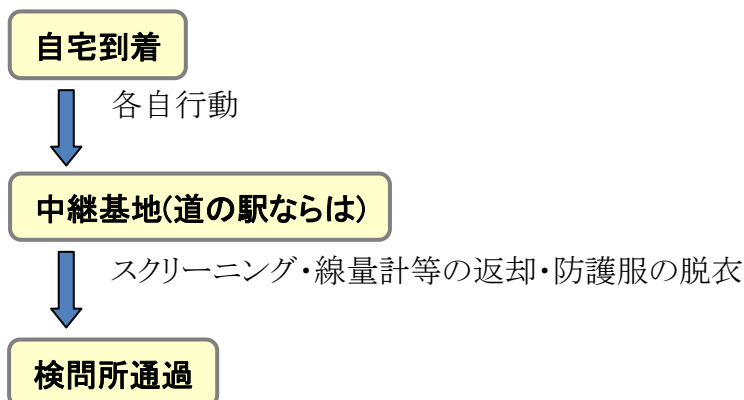 自宅到着
各自行動
中継基地(道の駅ならは)
スクリーニング・線量計等の返却・防護服の脱衣
検問所通過